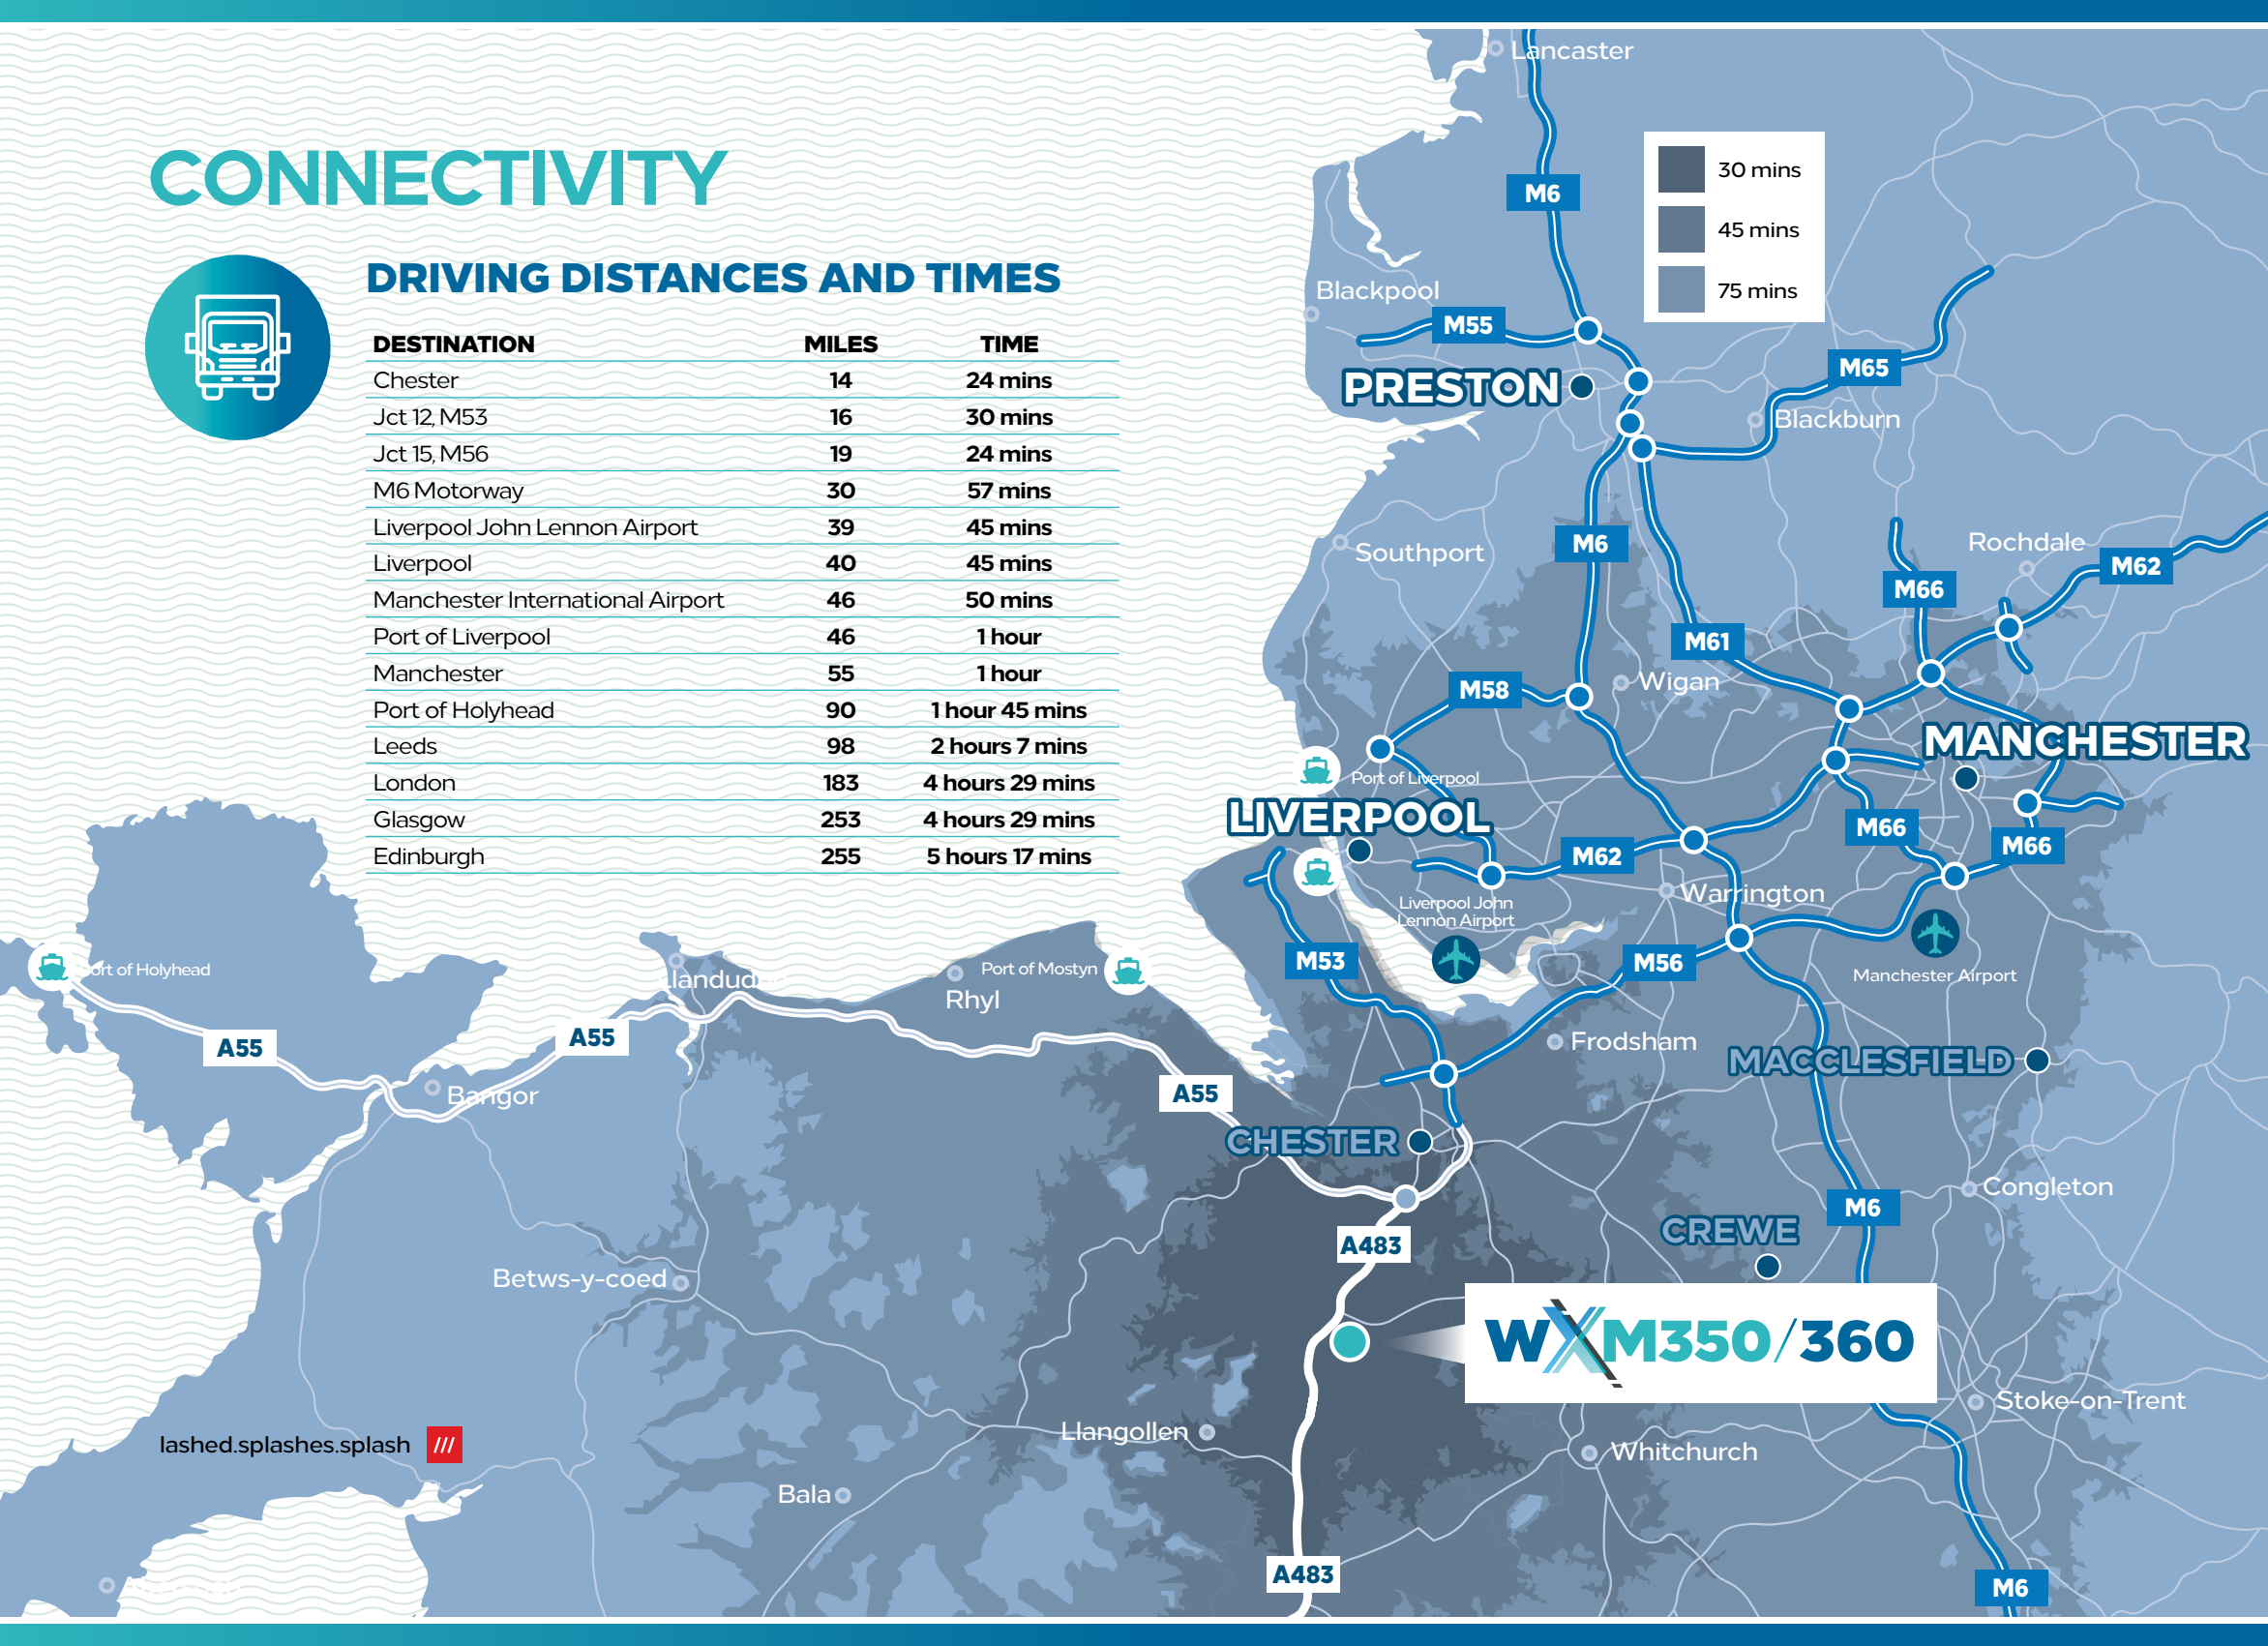 CONNECTIVITY
DRIVING DISTANCES AND TIMES
DESTINATION MILES TIME
Chester 14 24 mins
Jct 12, M53 16 30 mins
Jct 15, M56 19 24 mins
M6 Motorway 30 57 mins
Liverpool John Lennon Airport 39 45 mins
Liverpool 40 45 mins
Manchester International Airport 46 50 mins
Port of Liverpool 46 1 hour
Manchester 55 1 hour
Port of Holyhead 90 1 hour 45 mins
Leeds 98 2 hours 7 mins
London 183 4 hours 29 mins
Glasgow 253 4 hours 29 mins
Edinburgh 255 5 hours 17 mins
30 mins
45 mins
75 mins
Lancaster
M6
Blackpool
M55
PRESTON
M65
Blackburn
Southport
M6
Rochdale
M62
M66
M61
M58
Wigan
MANCHESTER
Port of Liverpool
LIVERPOOL
M62
M66
M66
Warrington
Liverpool John
Lennon Airport
M53
M56
Manchester Airport
Port of Holyhead
Port of Mostyn
Rhyl
A55
A55
Bangor
A55
Frodsham
MACCLESFIELD
CHESTER
Congleton
M6
CREWE
A483
WXM350/360
Betws-y-coed
Llangollen
Stoke-on-Trent
Whitchurch
lashed.splashes.splash ///
Bala
A483
M6